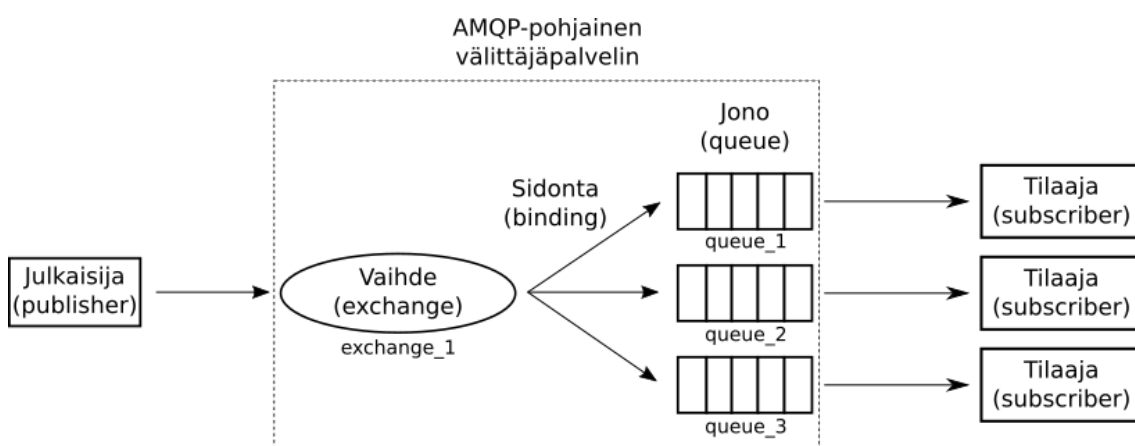 AMQP-pohjainen
välittäjäpalvelin
Jono
(queue)
Sidonta
(binding)
queue_1
Tilaaja
(subscriber)
Julkaisija
(publisher)
Vaihde
(exchange)
exchange_1
queue_2
Tilaaja
(subscriber)
queue_3
Tilaaja
(subscriber)